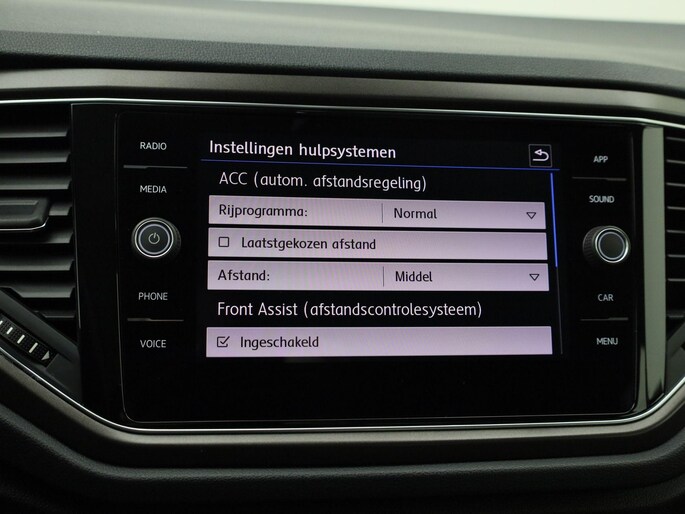 RADIO
MEDIA
PHONE
VOICE
Instellingen hulpsystemen
ACC (autom. afstandsregeling)
Rijprogramma: Normal
Laatstgekozen afstand
Afstand: Middel
Front Assist (afstandscontrolesysteem)
Ingeschakeld
APP
SOUND
CAR
MENU